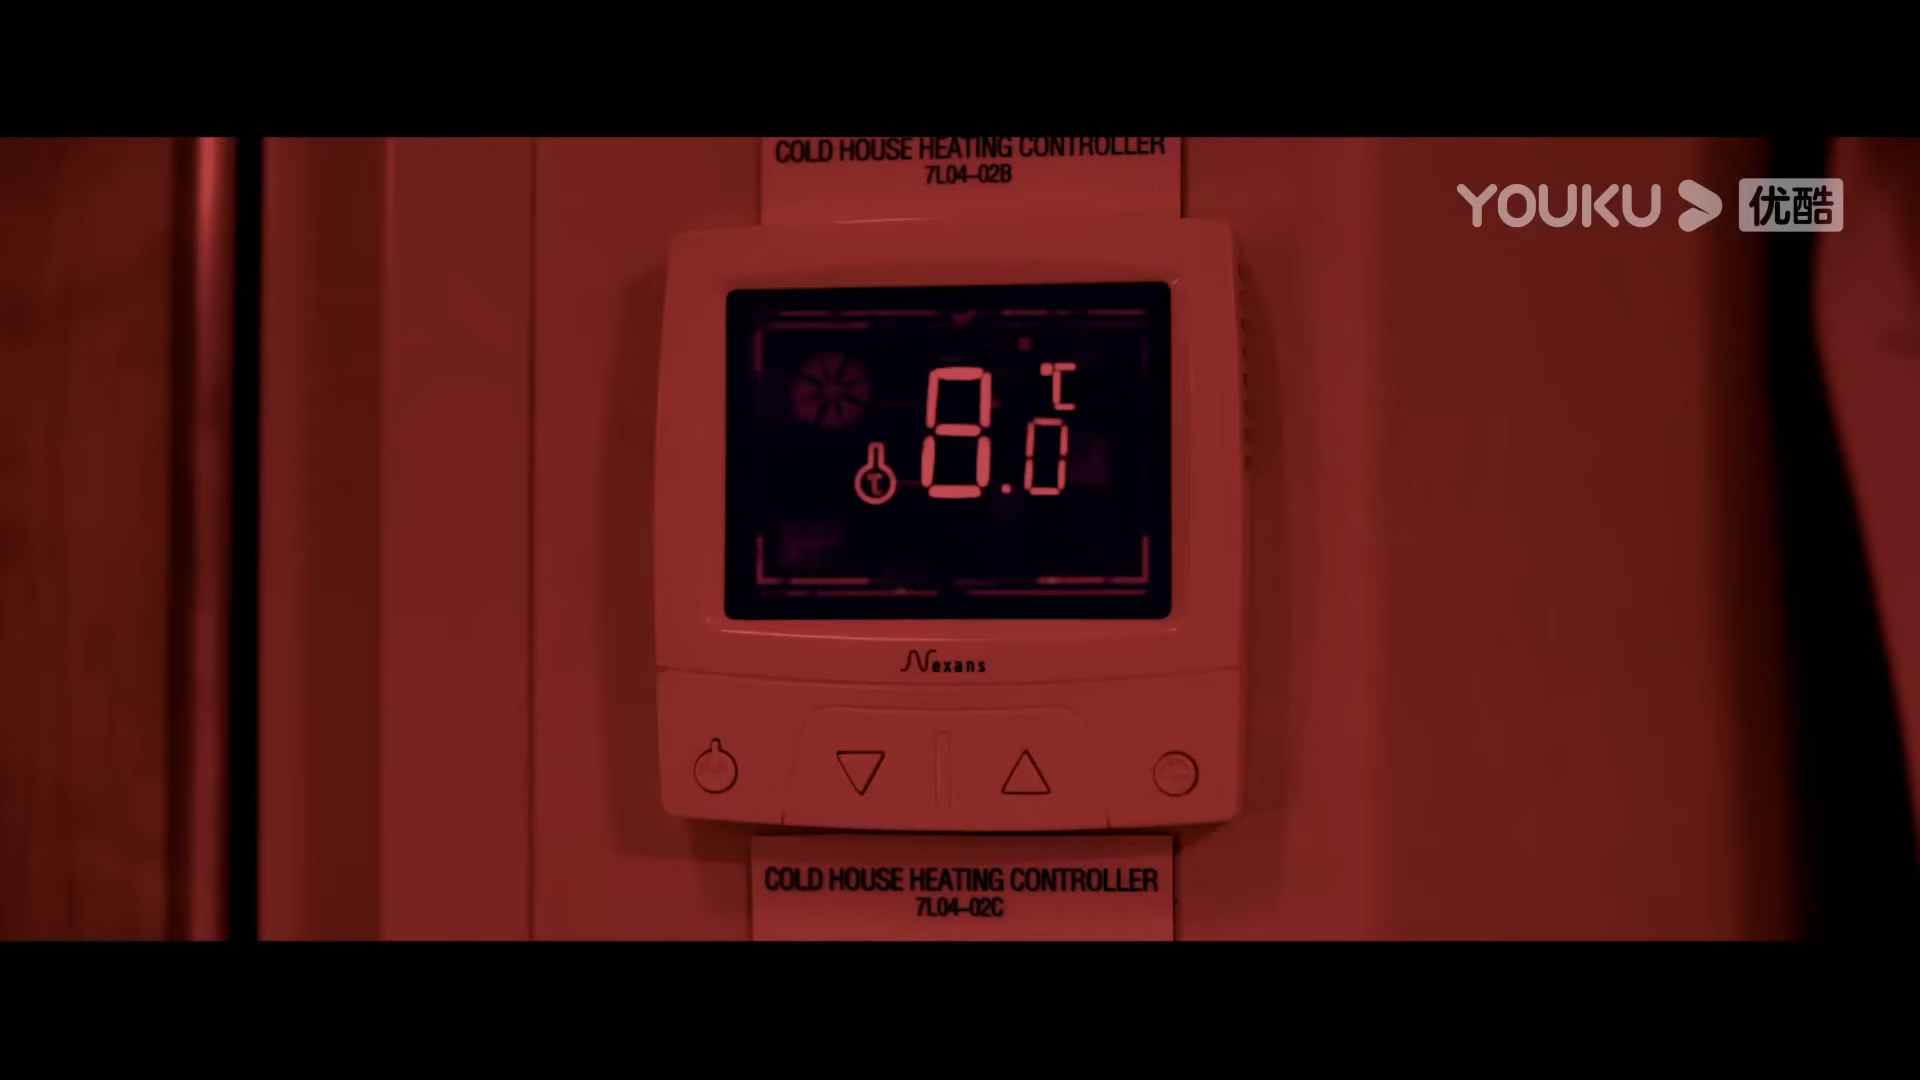 COLD HOUSE HEATING CONTROLLER
7L04-02B
YOUKU 优酷
℃
8.0
Nexans
COLD HOUSE HEATING CONTROLLER
7L04-02C